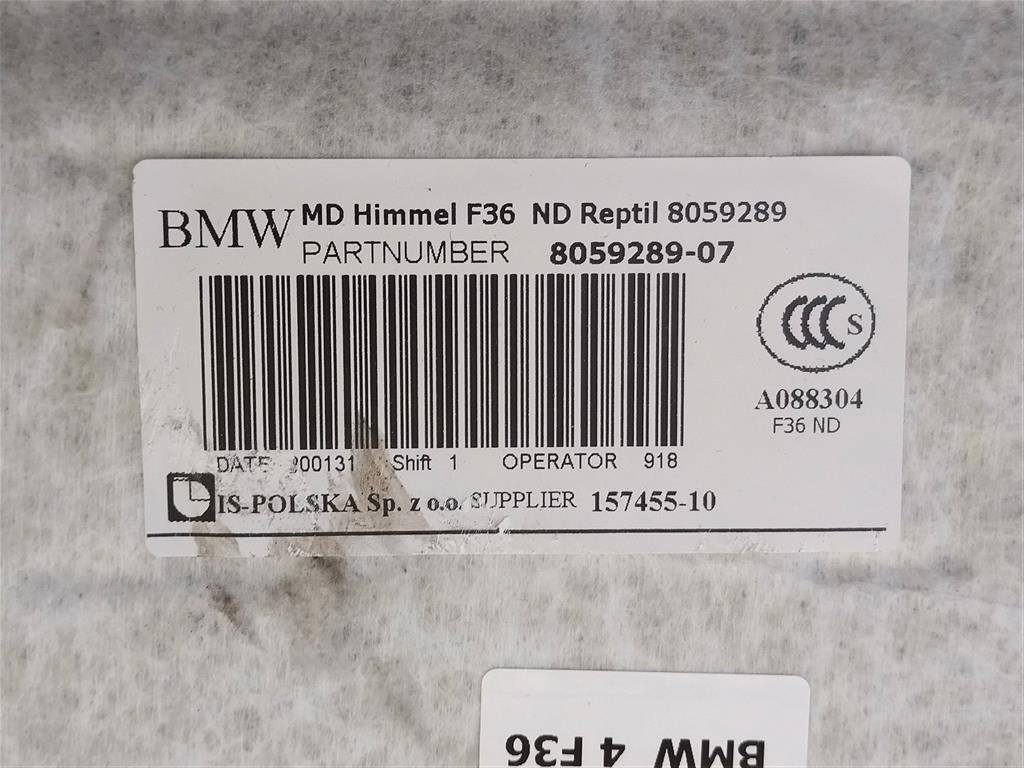 BMW MD Himmel F36 ND Reptil 8059289
PARTNUMBER 8059289-07
CCC S
A088304
F36 ND
DATE 200131 Shift 1 OPERATOR 918
IS-POLSKA Sp. z o.o. SUPPLIER 157455-10
BMW 4 F36